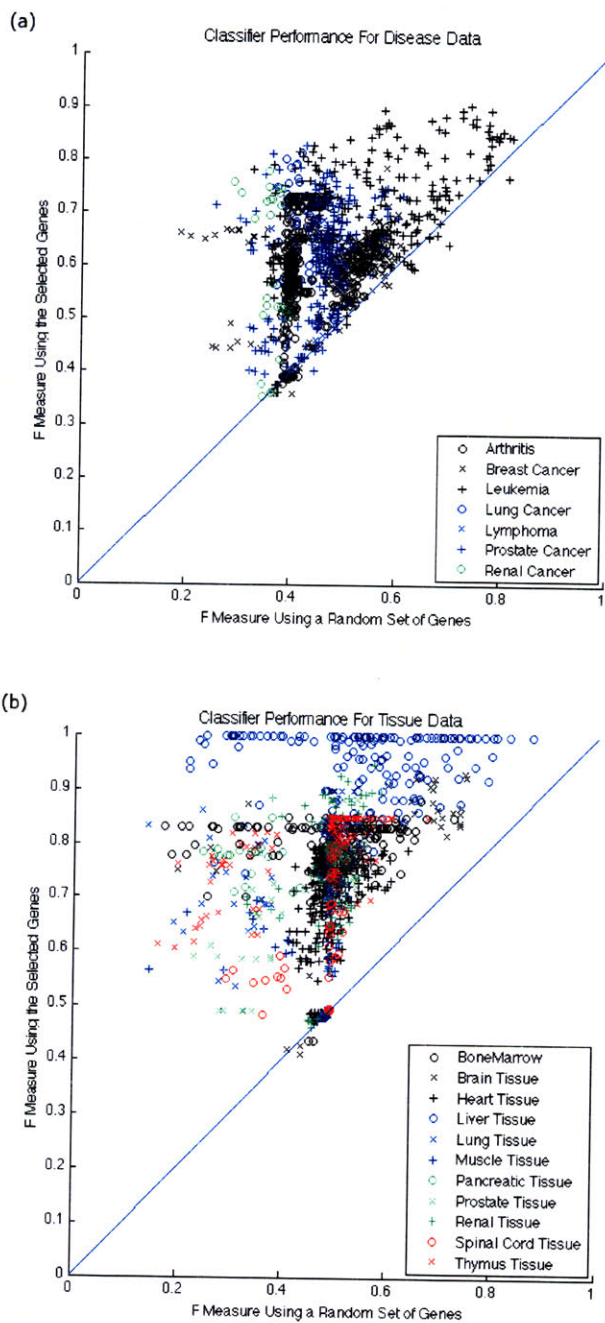 (a)
Classifier Performance For Disease Data
1
0.9
0.8
0.7
0.6
0.5
0.4
0.3
0.2
0.1
0
F Measure Using the Selected Genes
0
0.2
0.4
0.6
0.8
1
F Measure Using a Random Set of Genes
Arthritis
Breast Cancer
Leukemia
Lung Cancer
Lymphoma
Prostate Cancer
Renal Cancer
(b)
Classifier Performance For Tissue Data
1
0.9
0.8
0.7
0.6
0.5
0.4
0.3
0.2
0.1
0
F Measure Using the Selected Genes
0
0.2
0.4
0.6
0.8
1
F Measure Using a Random Set of Genes
BoneMarrow
Brain Tissue
Heart Tissue
Liver Tissue
Lung Tissue
Muscle Tissue
Pancreatic Tissue
Prostate Tissue
Renal Tissue
Spinal Cord Tissue
Thymus Tissue